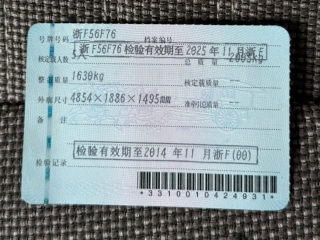 号牌号码 浙F56F76 档案编号
浙F56F76检验有效期至2025年11月浙F
核定载人数 5人 总质量 2005kg
整备质量 1630kg 核定载质量 --
外廓尺寸 4854×1886×1495mm 准牵引总质量 --
备注
检验有效期至2014年11月浙F(00)
检验记录
*3310010424931*